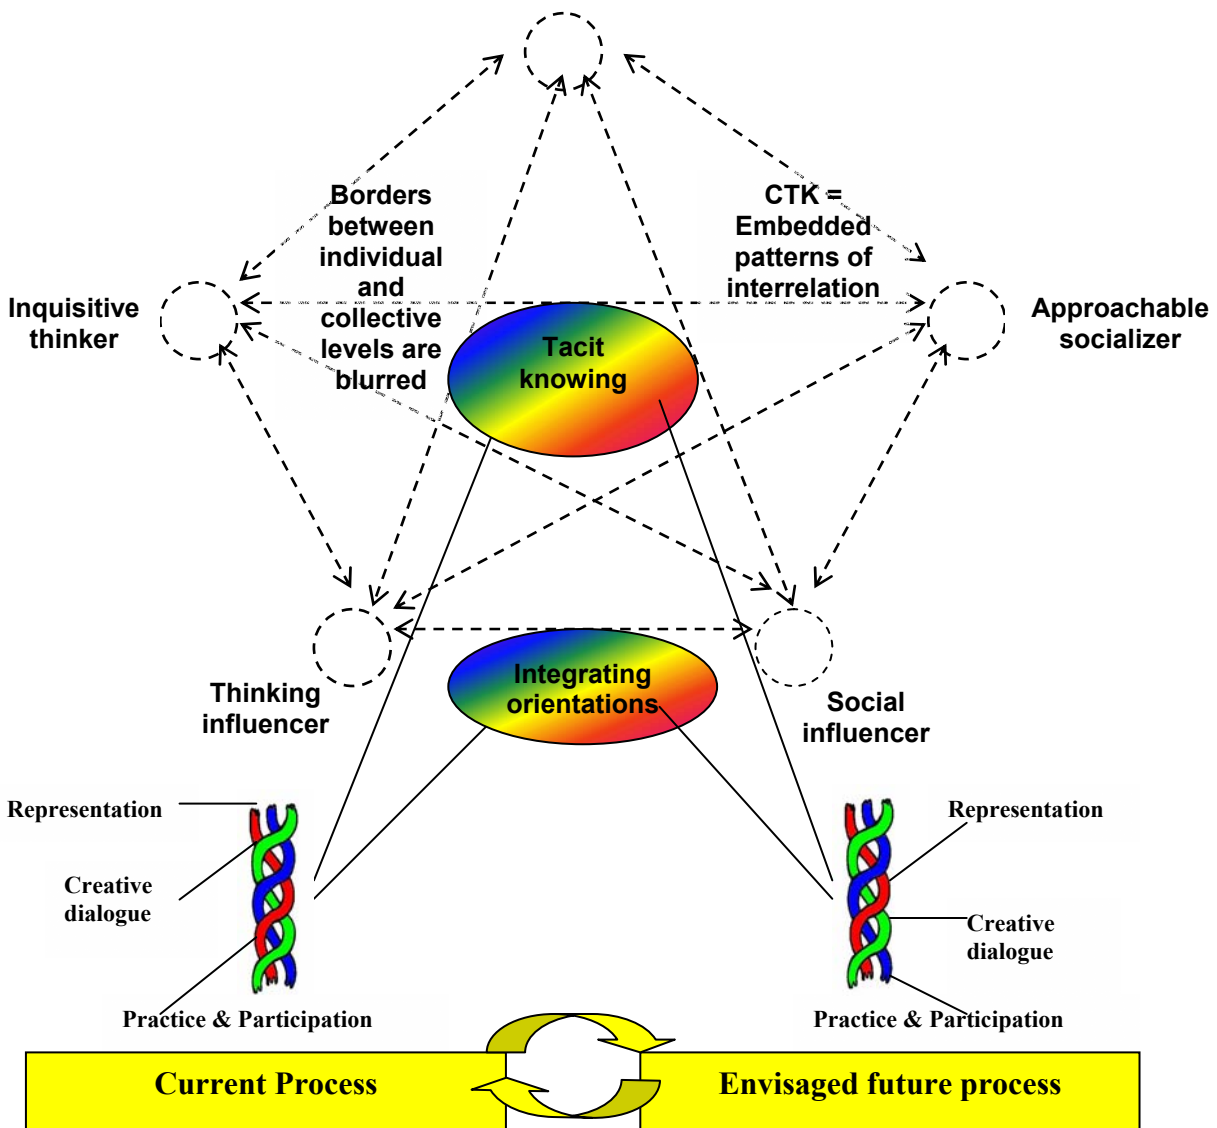 Borders
between
individual
and
collective
levels are
blurred
CTK =
Embedded
patterns of
interrelation
Inquisitive
thinker
Approachable
socializer
Tacit
knowing
Thinking
influencer
Integrating
orientations
Social
influencer
Representation
Creative
dialogue
Practice & Participation
Representation
Creative
dialogue
Practice & Participation
Current Process
Envisaged future process